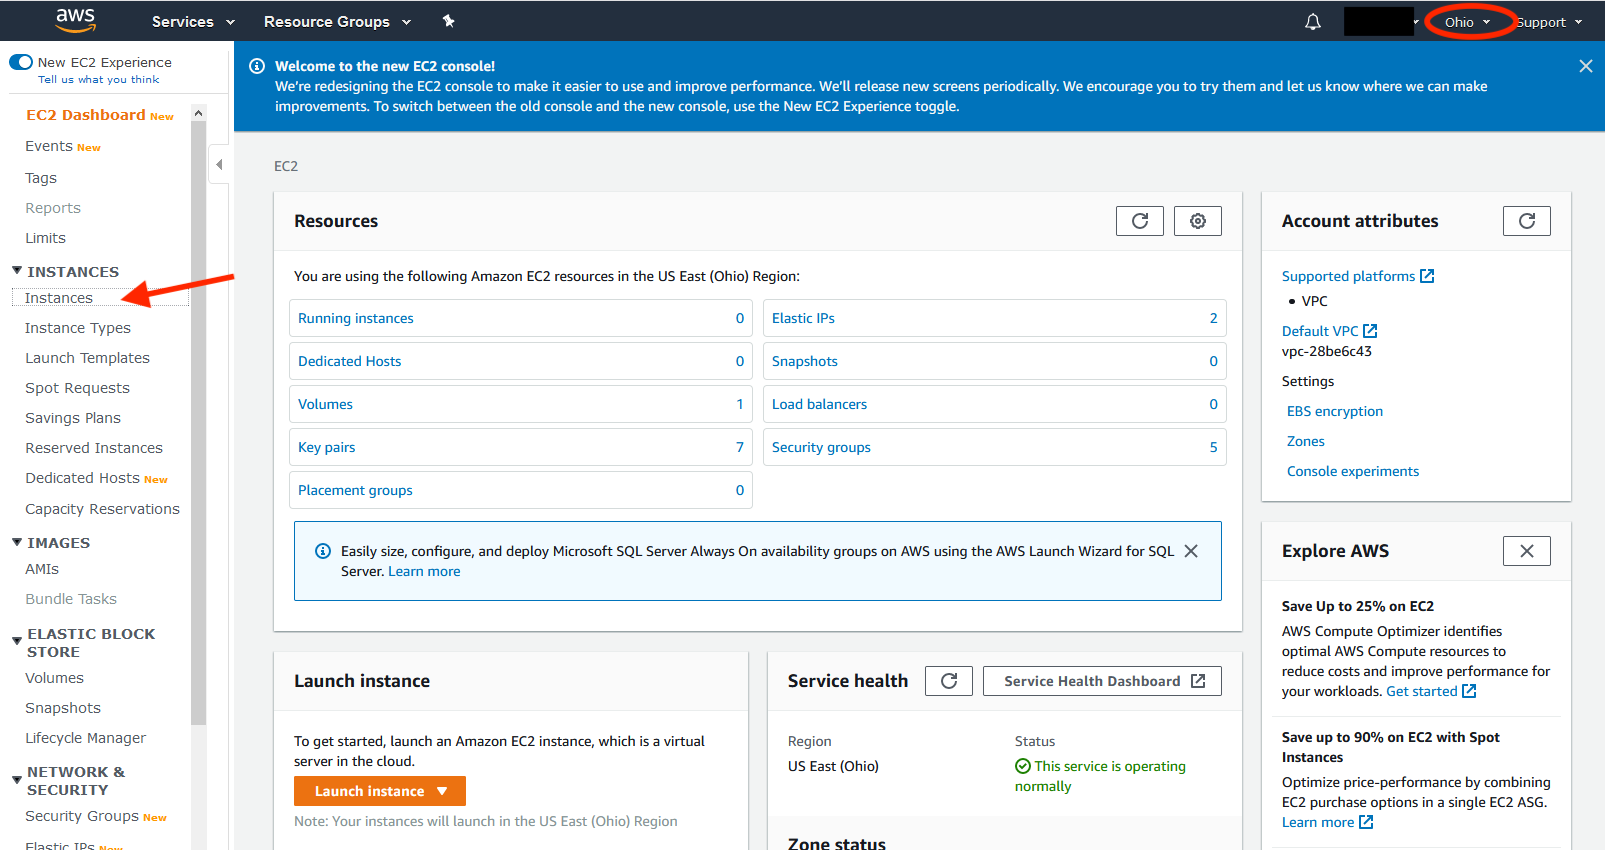 aws
Services
Resource Groups
Ohio
Support
New EC2 Experience
Tell us what you think
EC2 Dashboard New
Events New
Tags
Reports
Limits
INSTANCES
Instances
Instance Types
Launch Templates
Spot Requests
Savings Plans
Reserved Instances
Dedicated Hosts New
Capacity Reservations
IMAGES
AMIs
Bundle Tasks
ELASTIC BLOCK
STORE
Volumes
Snapshots
Lifecycle Manager
NETWORK &
SECURITY
Security Groups New
Elastic IPs New
Welcome to the new EC2 console!
We're redesigning the EC2 console to make it easier to use and improve performance. We'll release new screens periodically. We encourage you to try them and let us know where we can make
improvements. To switch between the old console and the new console, use the New EC2 Experience toggle.
EC2
Resources
You are using the following Amazon EC2 resources in the US East (Ohio) Region:
Running instances 0
Elastic IPs 2
Dedicated Hosts 0
Snapshots 0
Volumes 1
Load balancers 0
Key pairs 7
Security groups 5
Placement groups 0
Easily size, configure, and deploy Microsoft SQL Server Always On availability groups on AWS using the AWS Launch Wizard for SQL
Server. Learn more
Launch instance
To get started, launch an Amazon EC2 instance, which is a virtual
server in the cloud.
Launch instance
Note: Your instances will launch in the US East (Ohio) Region
Service health
Service Health Dashboard
Region
US East (Ohio)
Status
This service is operating
normally
Zone status
Account attributes
Supported platforms
• VPC
Default VPC
vpc-28be6c43
Settings
EBS encryption
Zones
Console experiments
Explore AWS
Save Up to 25% on EC2
AWS Compute Optimizer identifies
optimal AWS Compute resources to
reduce costs and improve performance for
your workloads. Get started
Save up to 90% on EC2 with Spot
Instances
Optimize price-performance by combining
EC2 purchase options in a single EC2 ASG.
Learn more